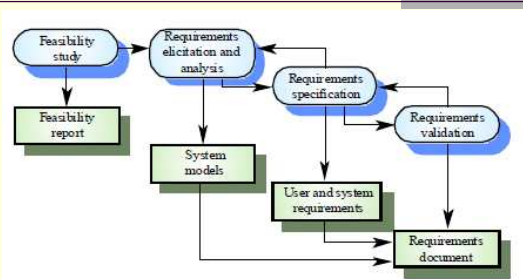 Feasibility
study
Requirements
elicitation and
analysis
Requirements
specification
Requirements
validation
Feasibility
report
System
models
User and system
requirements
Requirements
document